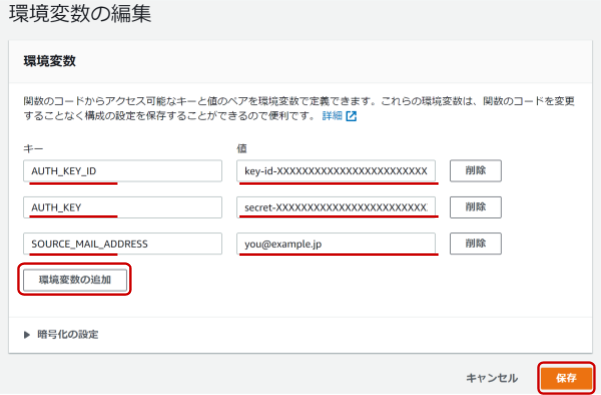 環境変数の編集
環境変数
関数のコードからアクセス可能なキーと値のペアを環境変数で定義できます。これらの環境変数は、関数のコードを変更
することなく構成の設定を保存することができるので便利です。 詳細
キー 値
AUTH_KEY_ID key-id-XXXXXXXXXXXXXXXXXXXXXXXX 削除
AUTH_KEY secret-XXXXXXXXXXXXXXXXXXXXXXXX 削除
SOURCE_MAIL_ADDRESS you@example.jp 削除
環境変数の追加
暗号化の設定
キャンセル 保存